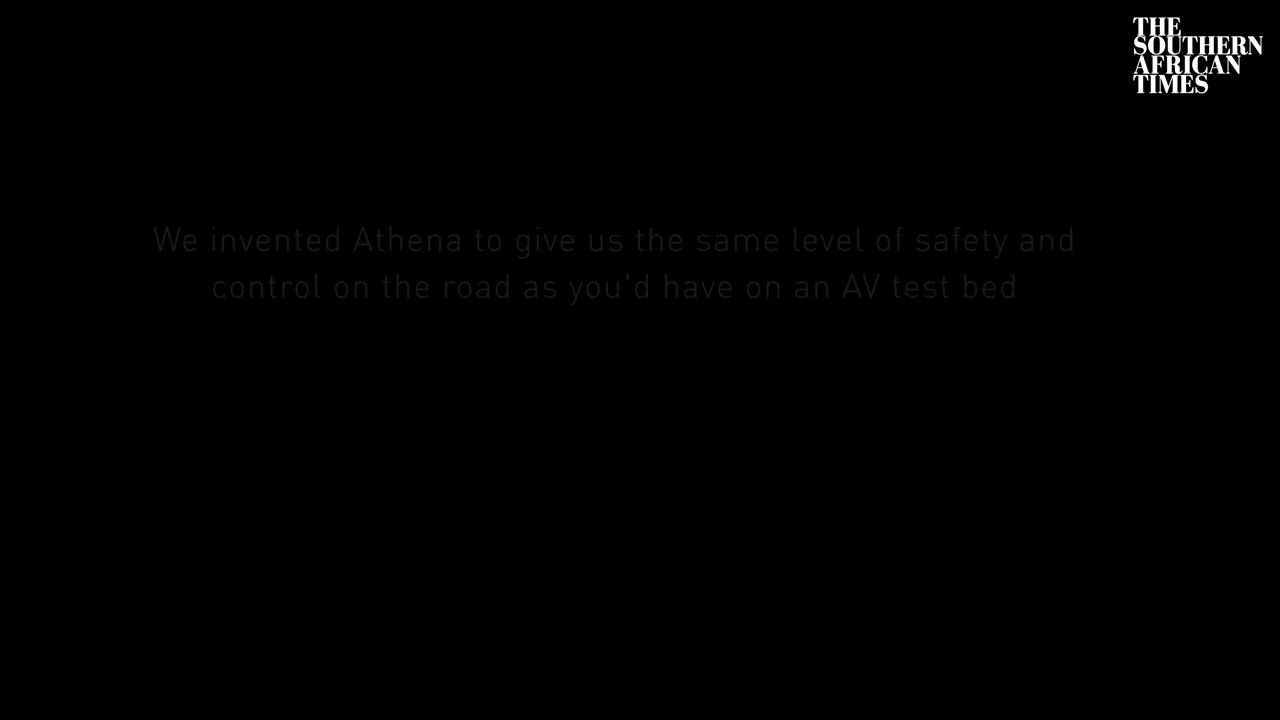 THE
SOUTHERN
AFRICAN
TIMES
We invented Athena to give us the same level of safety and
control on the road as you'd have on an AV test bed